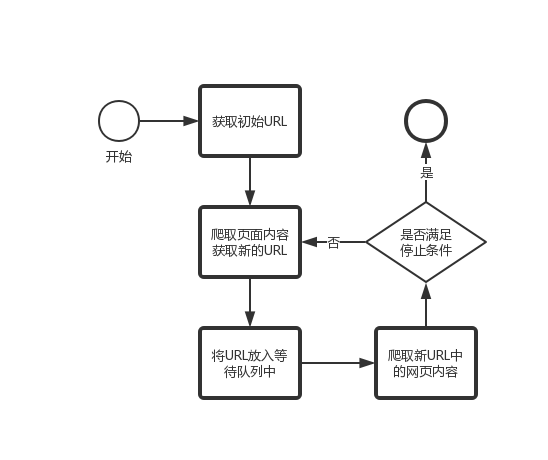 开始
获取初始URL
爬取页面内容
获取新的URL
将URL放入等
待队列中
爬取新URL中
的网页内容
是否满足
停止条件
否
是